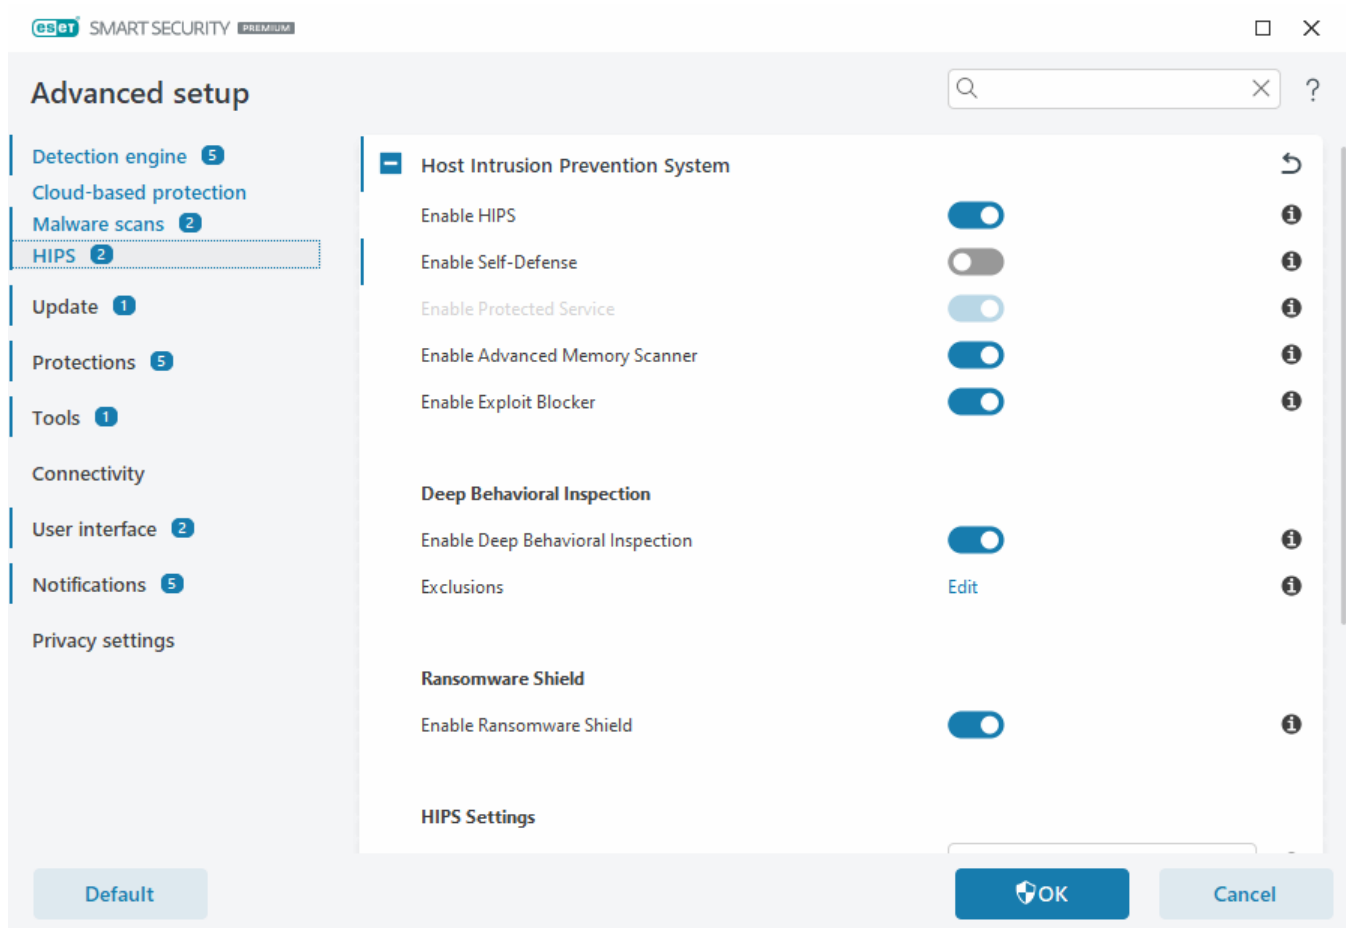 eset SMART SECURITY PREMIUM
Advanced setup
?
Detection engine 5
Cloud-based protection
Malware scans 2
HIPS 2
Update 1
Protections 5
Tools 1
Connectivity
User interface 2
Notifications 5
Privacy settings
Host Intrusion Prevention System
Enable HIPS
Enable Self-Defense
Enable Protected Service
Enable Advanced Memory Scanner
Enable Exploit Blocker
Deep Behavioral Inspection
Enable Deep Behavioral Inspection
Exclusions Edit
Ransomware Shield
Enable Ransomware Shield
HIPS Settings
Default OK Cancel